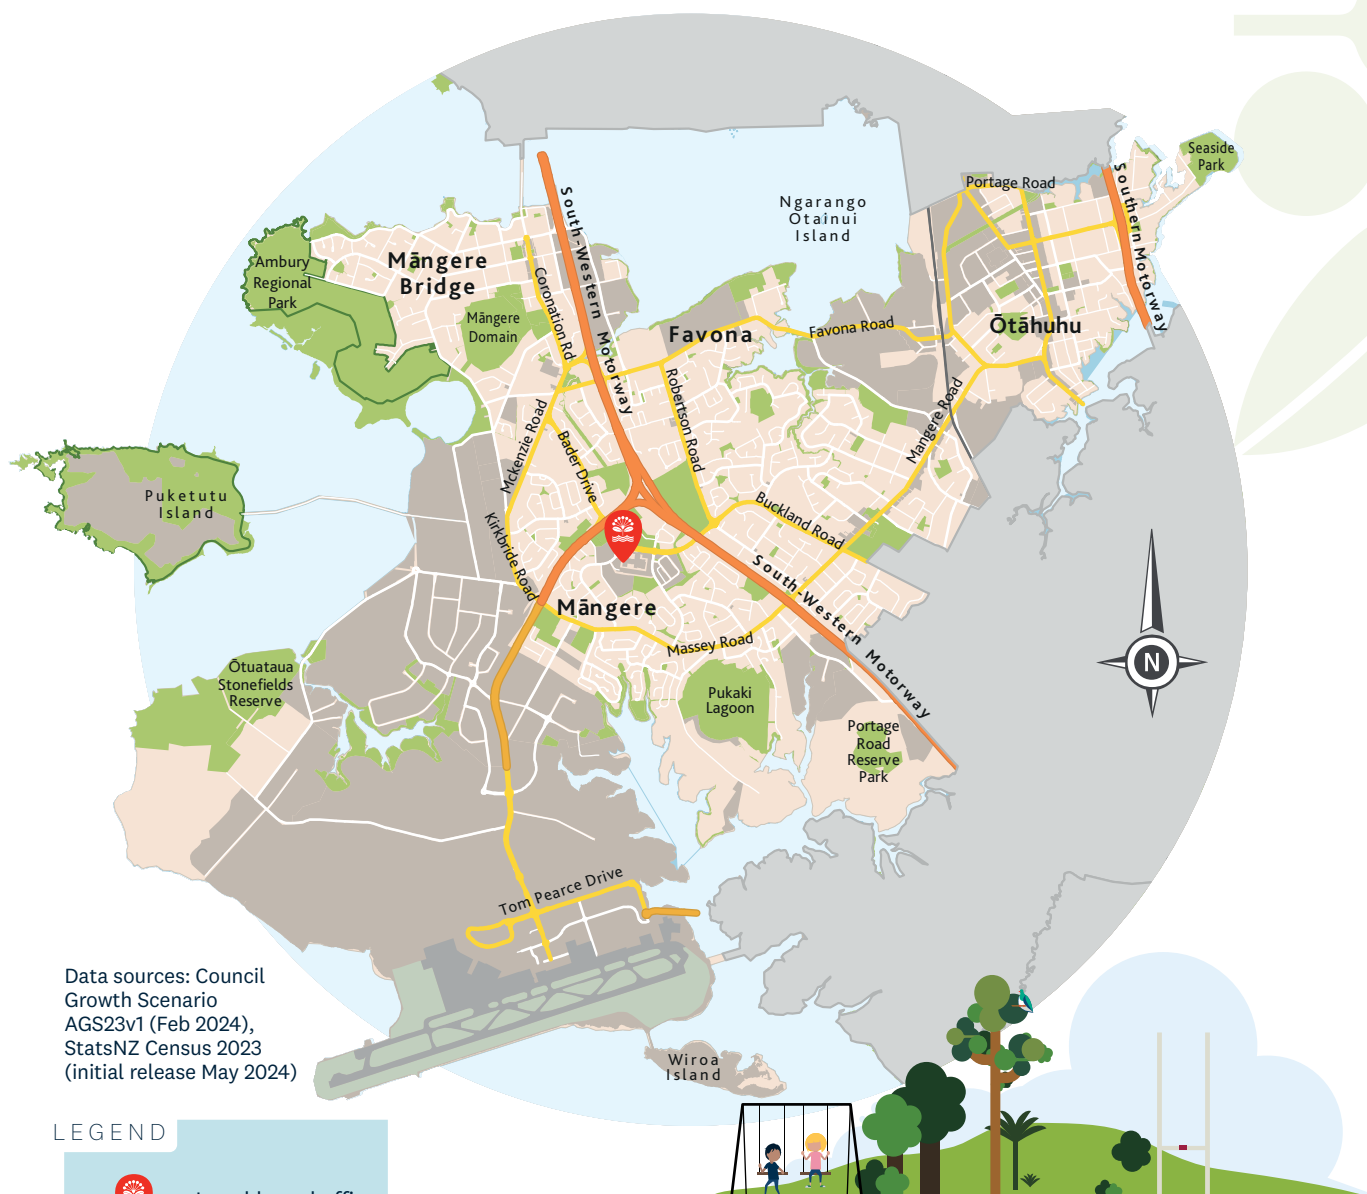 Seaside
Park
Portage Road
Southern Motorway
Ngarango
Otainui
Island
South-Western Motorway
Māngere
Bridge
Ambury
Regional
Park
Coronation Rd
Māngere
Domain
Favona
Favona Road
Ōtāhuhu
Robertson Road
Mangere Road
Mckenzie Road
Bader Drive
Puketutu
Island
Buckland Road
Kirkbride Road
South-Western Motorway
Māngere
Massey Road
Ōtuataua
Stonefields
Reserve
Pukaki
Lagoon
Portage
Road
Reserve
Park
N
Tom Pearce Drive
Wiroa
Island
Data sources: Council
Growth Scenario
AGS23v1 (Feb 2024),
StatsNZ Census 2023
(initial release May 2024)
LEGEND